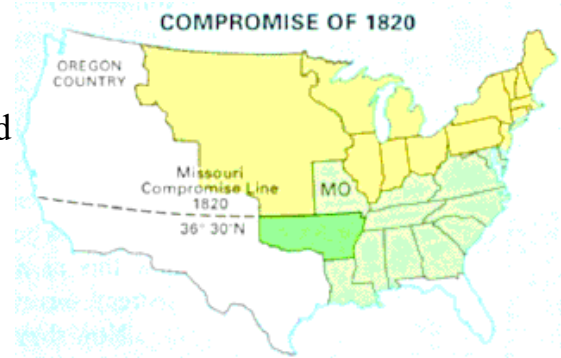 COMPROMISE OF 1820
OREGON
COUNTRY
d
Missouri
Compromise Line
1820
MO
36° 30'N